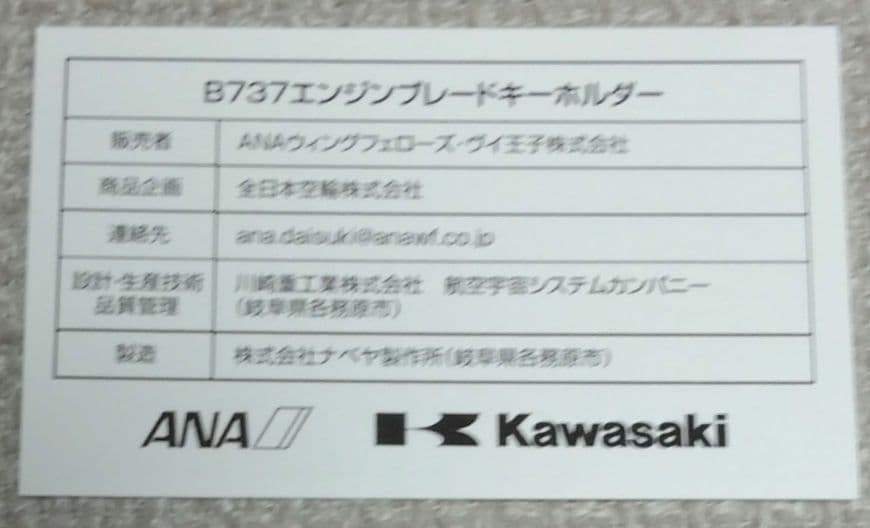 B737エンジンブレードキーホルダー
販売者 ANAウィングフェローズ・ヴイ王子株式会社
商品企画 全日本空輸株式会社
連絡先 ana.daisuki@anawf.co.jp
設計・生産技術 川崎重工業株式会社 航空宇宙システムカンパニー
品質管理 (岐阜県各務原市)
製造 株式会社ナベヤ製作所(岐阜県各務原市)
ANA Kawasaki